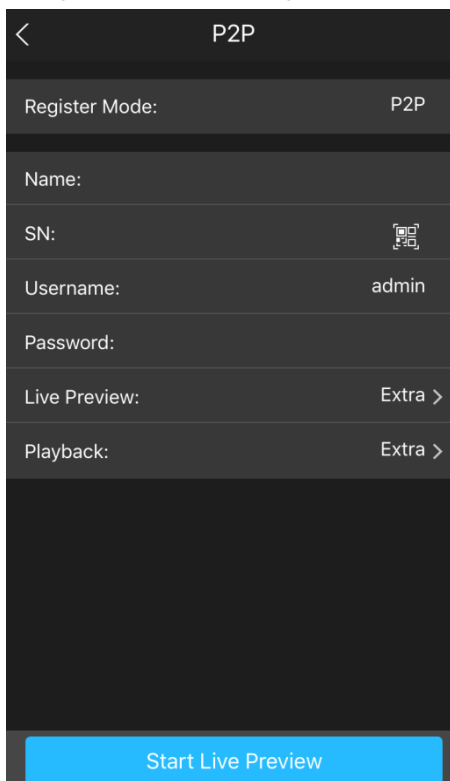 P2P
Register Mode: P2P
Name:
SN:
Username: admin
Password:
Live Preview: Extra >
Playback: Extra >
Start Live Preview